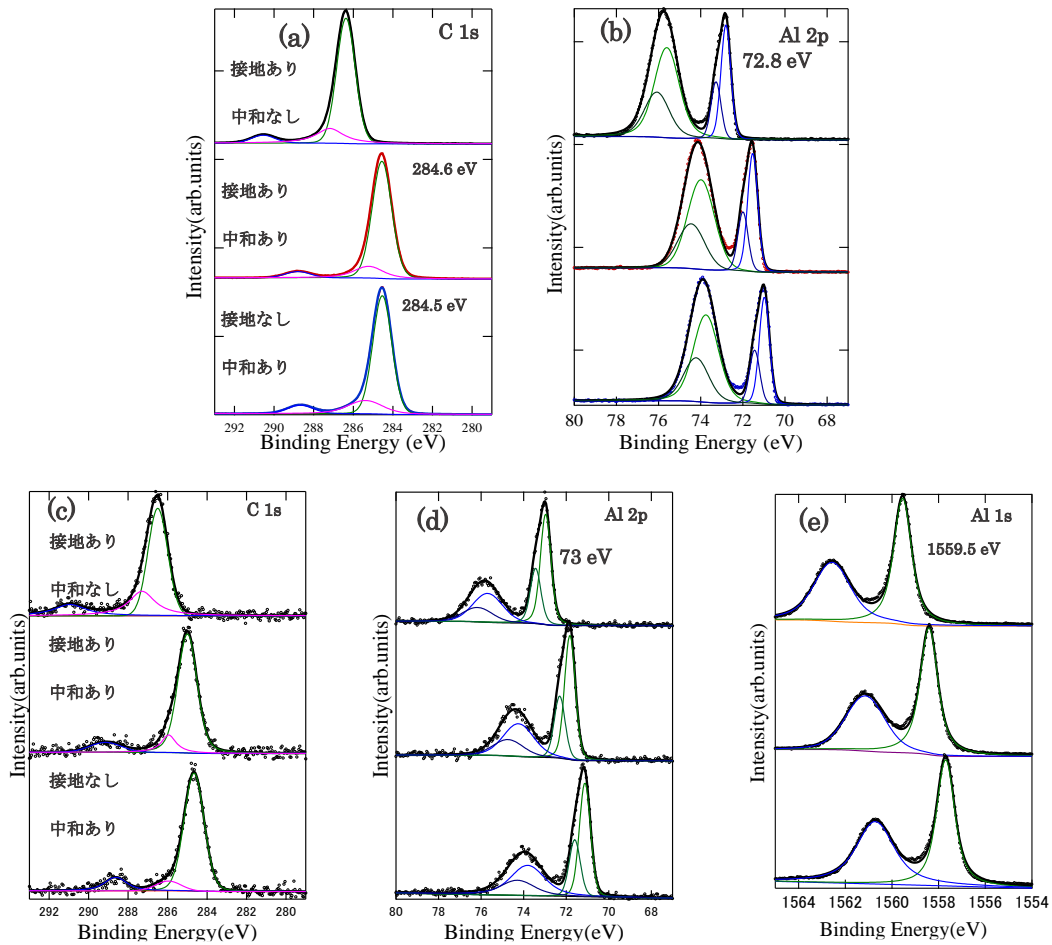 (a)
C 1s
接地あり
中和なし
284.6 eV
接地あり
中和あり
284.5 eV
接地なし
中和あり
Intensity(arb.units)
292 290 288 286 284 282 280
Binding Energy (eV)
(b)
Al 2p
72.8 eV
Intensity(arb.units)
80 78 76 74 72 70 68
Binding Energy (eV)
(c)
C 1s
接地あり
中和なし
接地あり
中和あり
接地なし
中和あり
Intensity(arb.units)
292 290 288 286 284 282 280
Binding Energy(eV)
(d)
Al 2p
73 eV
Intensity(arb.units)
80 78 76 74 72 70 68
Binding Energy(eV)
(e)
Al 1s
1559.5 eV
Intensity(arb.units)
1564 1562 1560 1558 1556 1554
Binding Energy(eV)